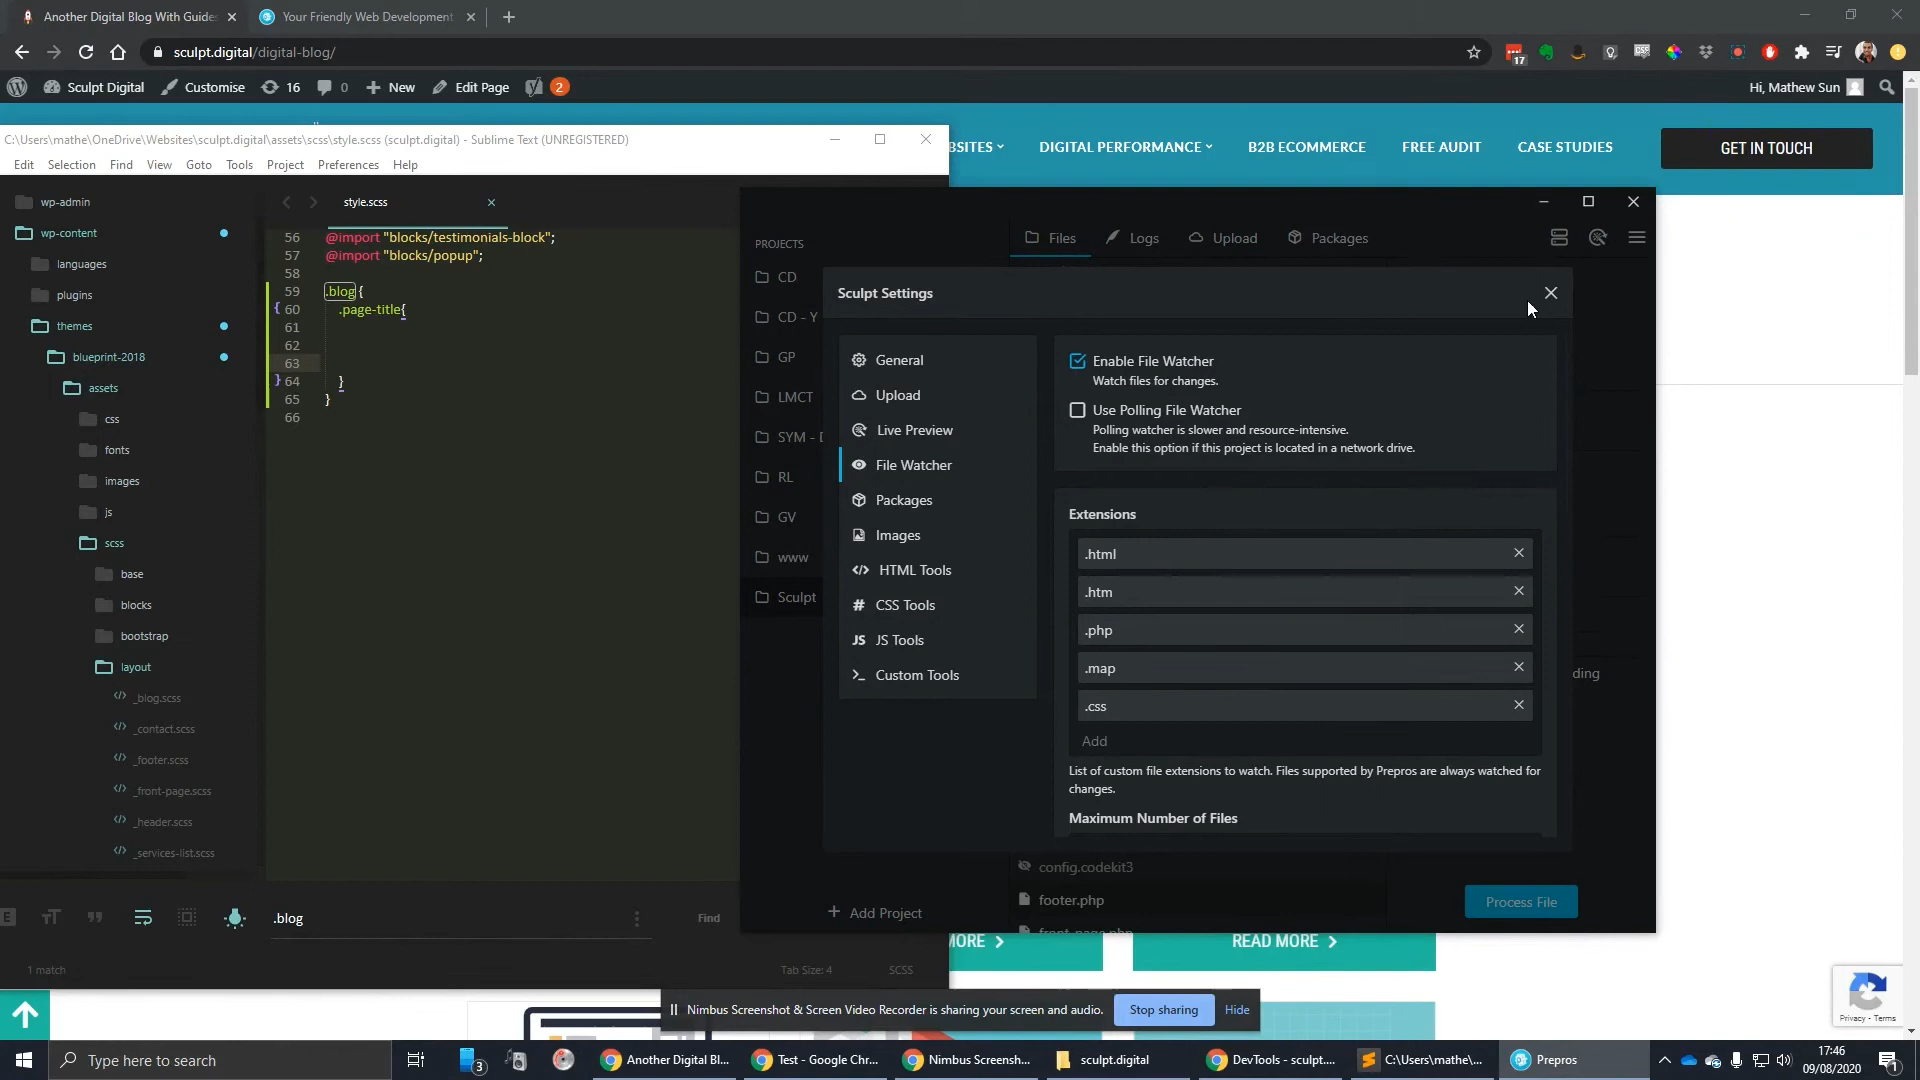 Another Digital Blog With Guides
Your Friendly Web Development
sculpt.digital/digital-blog/
17
Sculpt Digital
Customise
16
0
New
Edit Page
2
Hi, Mathew Sun
C:\Users\mathe\OneDrive\Websites\sculpt.digital\assets\scss\style.scss (sculpt.digital) - Sublime Text (UNREGISTERED)
Edit Selection Find View Goto Tools Project Preferences Help
BSITES
DIGITAL PERFORMANCE
B2B ECOMMERCE
FREE AUDIT
CASE STUDIES
GET IN TOUCH
wp-admin
wp-content
languages
plugins
themes
blueprint-2018
assets
css
fonts
images
js
scss
base
blocks
bootstrap
layout
_blog.scss
_contact.scss
_footer.scss
_front-page.scss
_header.scss
_services-list.scss
style.scss
56 @import "blocks/testimonials-block";
57 @import "blocks/popup";
58
59 .blog{
{ 60 .page-title{
61
62
63
} 64 }
65 }
66
.blog
Find
1 match
Tab Size: 4
SCSS
PROJECTS
CD
CD - Y
GP
LMCT
SYM - D
RL
GV
www
Sculpt
Add Project
Files
Logs
Upload
Packages
Sculpt Settings
General
Upload
Live Preview
File Watcher
Packages
Images
HTML Tools
CSS Tools
JS Tools
Custom Tools
Enable File Watcher
Watch files for changes.
Use Polling File Watcher
Polling watcher is slower and resource-intensive.
Enable this option if this project is located in a network drive.
Extensions
.html
.htm
.php
.map
.css
Add
List of custom file extensions to watch. Files supported by Prepros are always watched for
changes.
Maximum Number of Files
ding
config.codekit3
footer.php
front-page.php
Process File
MORE
READ MORE
Privacy - Terms
Nimbus Screenshot & Screen Video Recorder is sharing your screen and audio.
Stop sharing
Hide
Type here to search
3
Another Digital Bl...
Test - Google Chr...
Nimbus Screensh...
sculpt.digital
DevTools - sculpt....
C:\Users\mathe\...
Prepros
17:46
09/08/2020
1